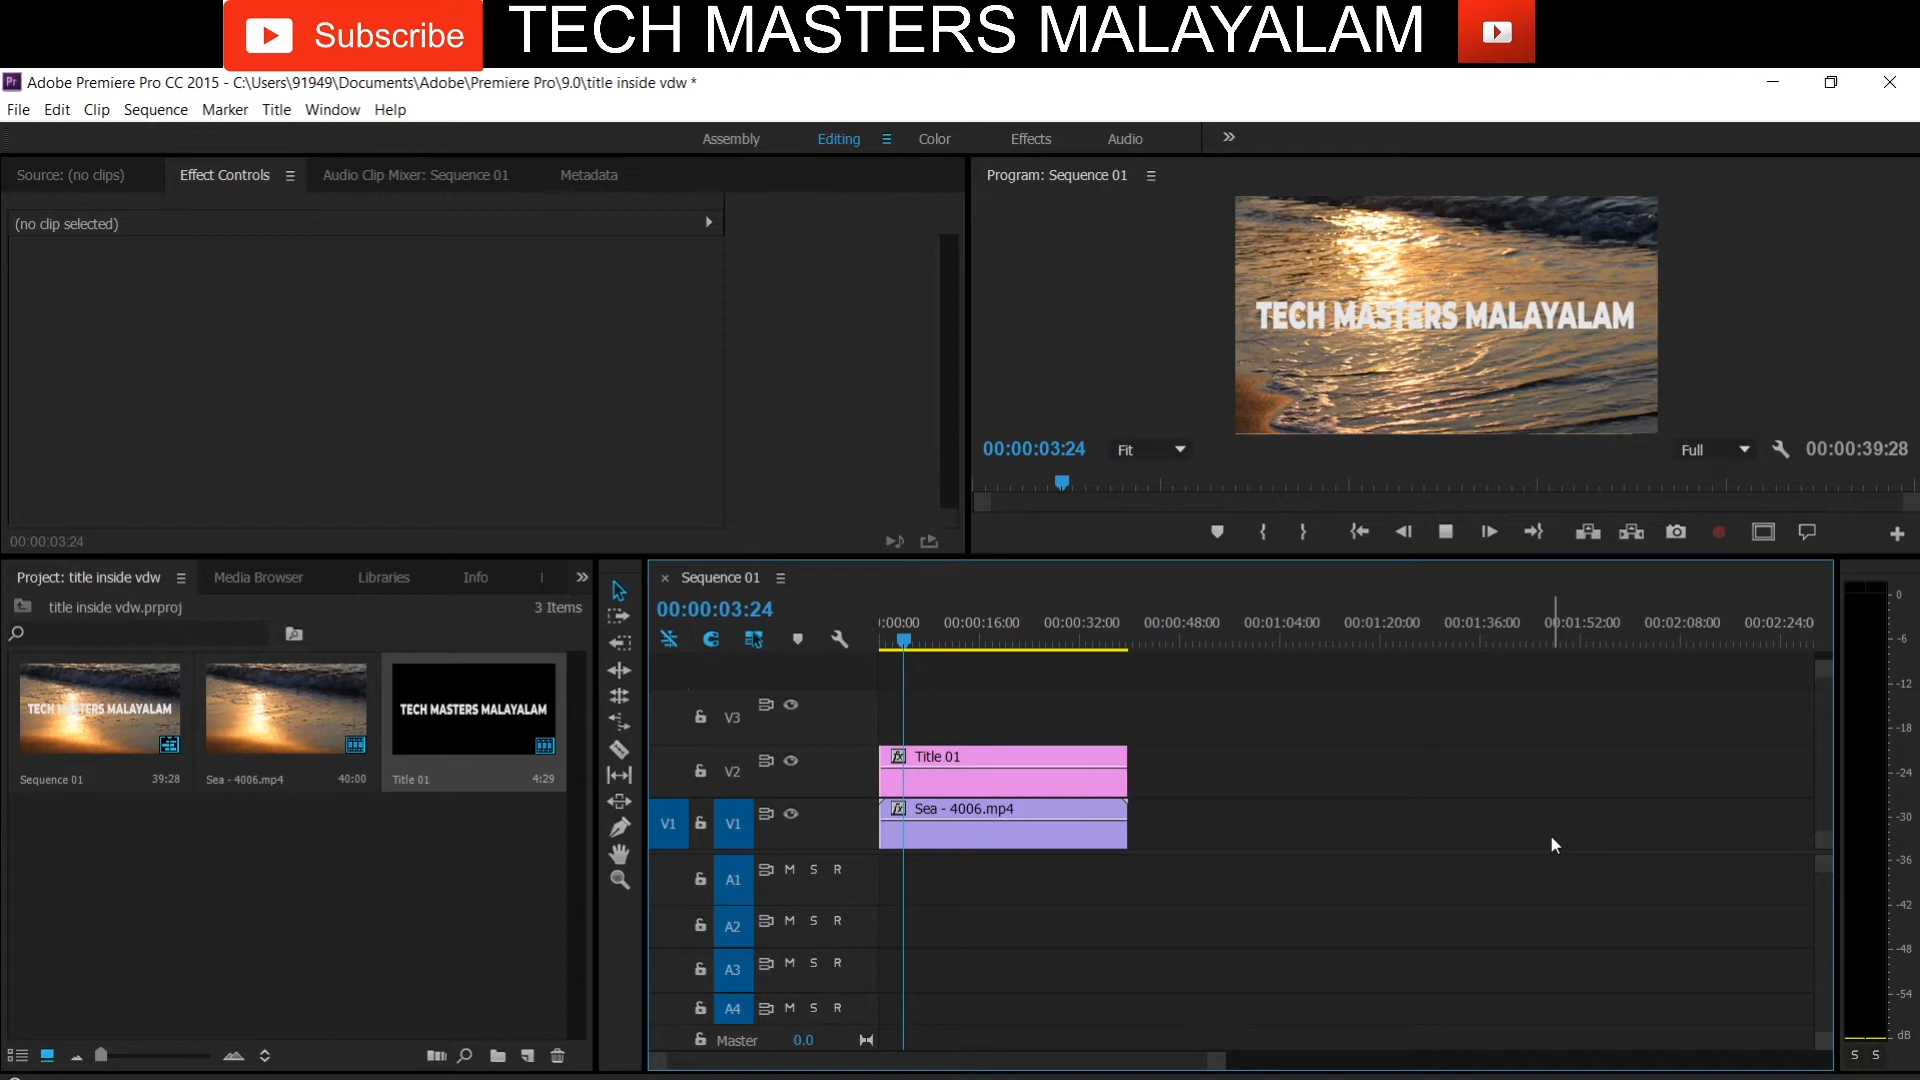 Subscribe TECH MASTERS MALAYALAM
Pr Adobe Premiere Pro CC 2015 - C:\Users\91949\Documents\Adobe\Premiere Pro\9.0\title inside vdw *
File Edit Clip Sequence Marker Title Window Help
Assembly Editing Color Effects Audio
Source: (no clips) Effect Controls Audio Clip Mixer: Sequence 01 Metadata
(no clip selected)
00:00:03:24
Program: Sequence 01
TECH MASTERS MALAYALAM
00:00:03:24 Fit Full 00:00:39:28
Project: title inside vdw Media Browser Libraries Info
title inside vdw.prproj 3 Items
TECH MASTERS MALAYALAM
TECH MASTERS MALAYALAM
Sequence 01 39:28 Sea - 4006.mp4 40:00 Title 01 4:29
Sequence 01
00:00:03:24
:00:00 00:00:16:00 00:00:32:00 00:00:48:00 00:01:04:00 00:01:20:00 00:01:36:00 00:01:52:00 00:02:08:00 00:02:24:0
V3
V2 fx Title 01
V1 V1 fx Sea - 4006.mp4
A1 M S R
A2 M S R
A3 M S R
A4 M S R
Master 0.0
0
-6
-12
-18
-24
-30
-36
-42
-48
-54
dB
S S